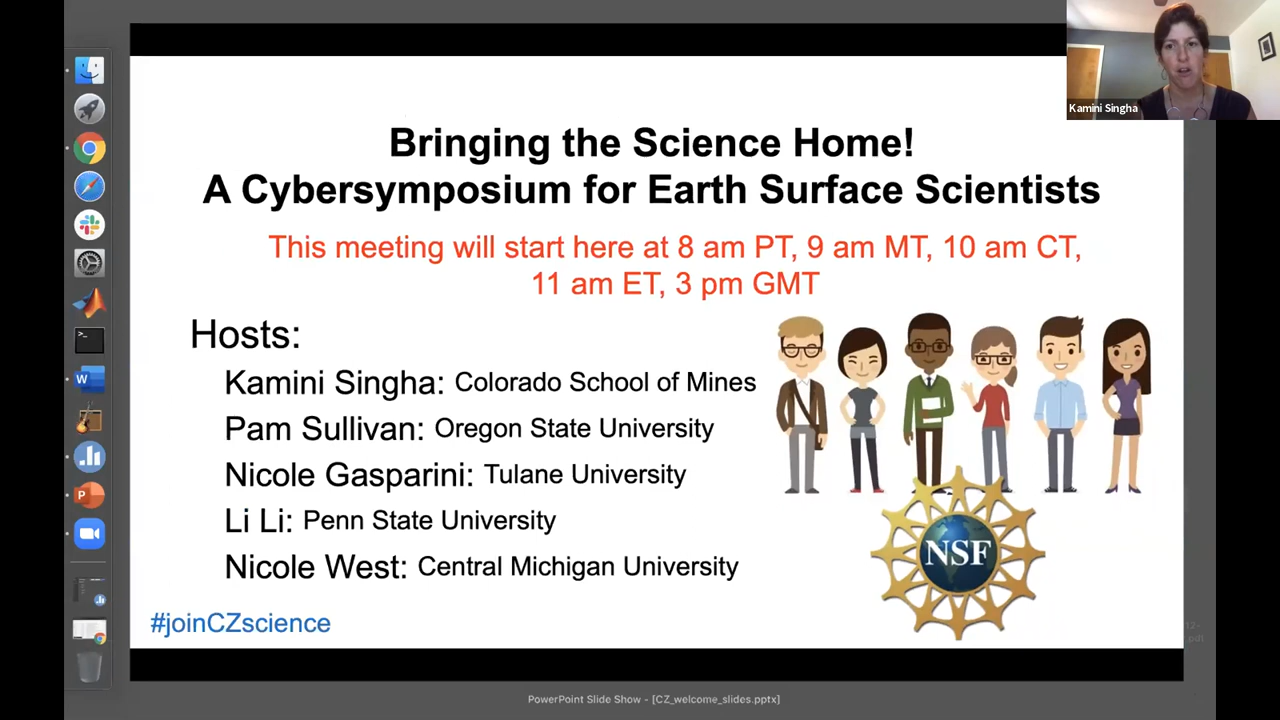 Kamini Singha
Bringing the Science Home!
A Cybersymposium for Earth Surface Scientists
This meeting will start here at 8 am PT, 9 am MT, 10 am CT,
11 am ET, 3 pm GMT
Hosts:
Kamini Singha: Colorado School of Mines
Pam Sullivan: Oregon State University
Nicole Gasparini: Tulane University
Li Li: Penn State University
Nicole West: Central Michigan University
NSF
#joinCZscience
PowerPoint Slide Show - [CZ_welcome_slides.pptx]